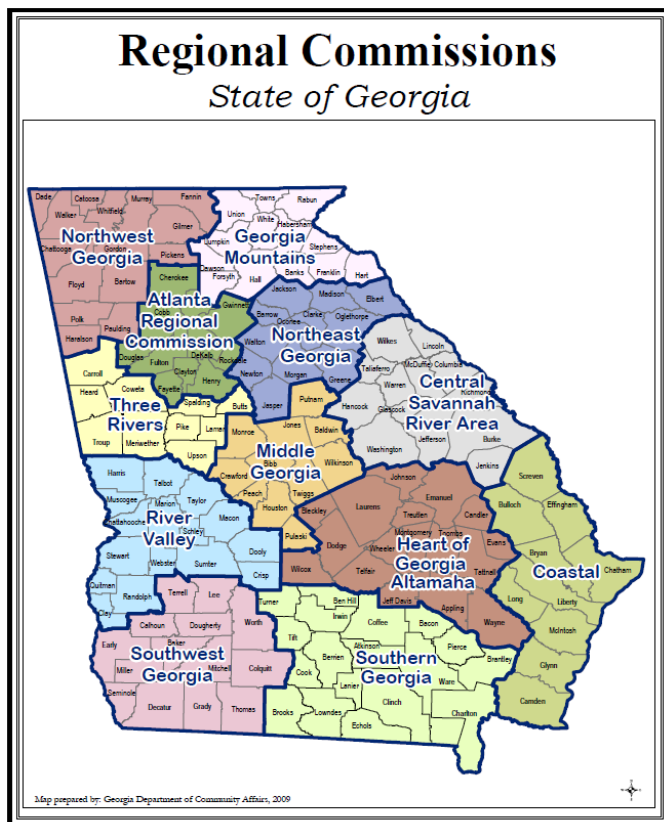 Regional Commissions
State of Georgia
Dade
Catoosa
Whitfield
Murray
Fannin
Walker
Gilmer
Chattooga
Gordon
Pickens
Floyd
Bartow
Polk
Paulding
Haralson
Northwest
Georgia
Towns
Rabun
Union
White
Habersham
Lumpkin
Stephens
Dawson
Forsyth
Hall
Banks
Franklin
Hart
Georgia
Mountains
Cherokee
Cobb
Gwinnett
Douglas
Fulton
DeKalb
Rockdale
Clayton
Fayette
Henry
Atlanta
Regional
Commission
Jackson
Madison
Elbert
Barrow
Clarke
Oconee
Oglethorpe
Walton
Newton
Morgan
Greene
Jasper
Northeast
Georgia
Wilkes
Lincoln
Taliaferro
McDuffie
Columbia
Warren
Richmond
Hancock
Glascock
Jefferson
Burke
Washington
Jenkins
Central
Savannah
River Area
Carroll
Heard
Coweta
Spalding
Butts
Pike
Lamar
Troup
Meriwether
Upson
Three
Rivers
Putnam
Jones
Baldwin
Monroe
Bibb
Wilkinson
Crawford
Peach
Twiggs
Houston
Pulaski
Middle
Georgia
Harris
Talbot
Muscogee
Marion
Taylor
Chattahooche
Schley
Macon
Stewart
Webster
Sumter
Dooly
Crisp
Quitman
Randolph
Clay
River
Valley
Johnson
Emanuel
Laurens
Treutlen
Candler
Bleckley
Montgomery
Toombs
Evans
Dodge
Wheeler
Tattnall
Wilcox
Telfair
Jeff Davis
Appling
Wayne
Heart of
Georgia
Altamaha
Screven
Bulloch
Effingham
Bryan
Chatham
Long
Liberty
McIntosh
Glynn
Camden
Coastal
Terrell
Lee
Calhoun
Dougherty
Worth
Early
Baker
Miller
Mitchell
Colquitt
Seminole
Decatur
Grady
Thomas
Southwest
Georgia
Turner
Ben Hill
Irwin
Coffee
Bacon
Tift
Atkinson
Pierce
Brantley
Cook
Berrien
Ware
Lanier
Clinch
Brooks
Lowndes
Echols
Charlton
Southern
Georgia
Map prepared by: Georgia Department of Community Affairs, 2009